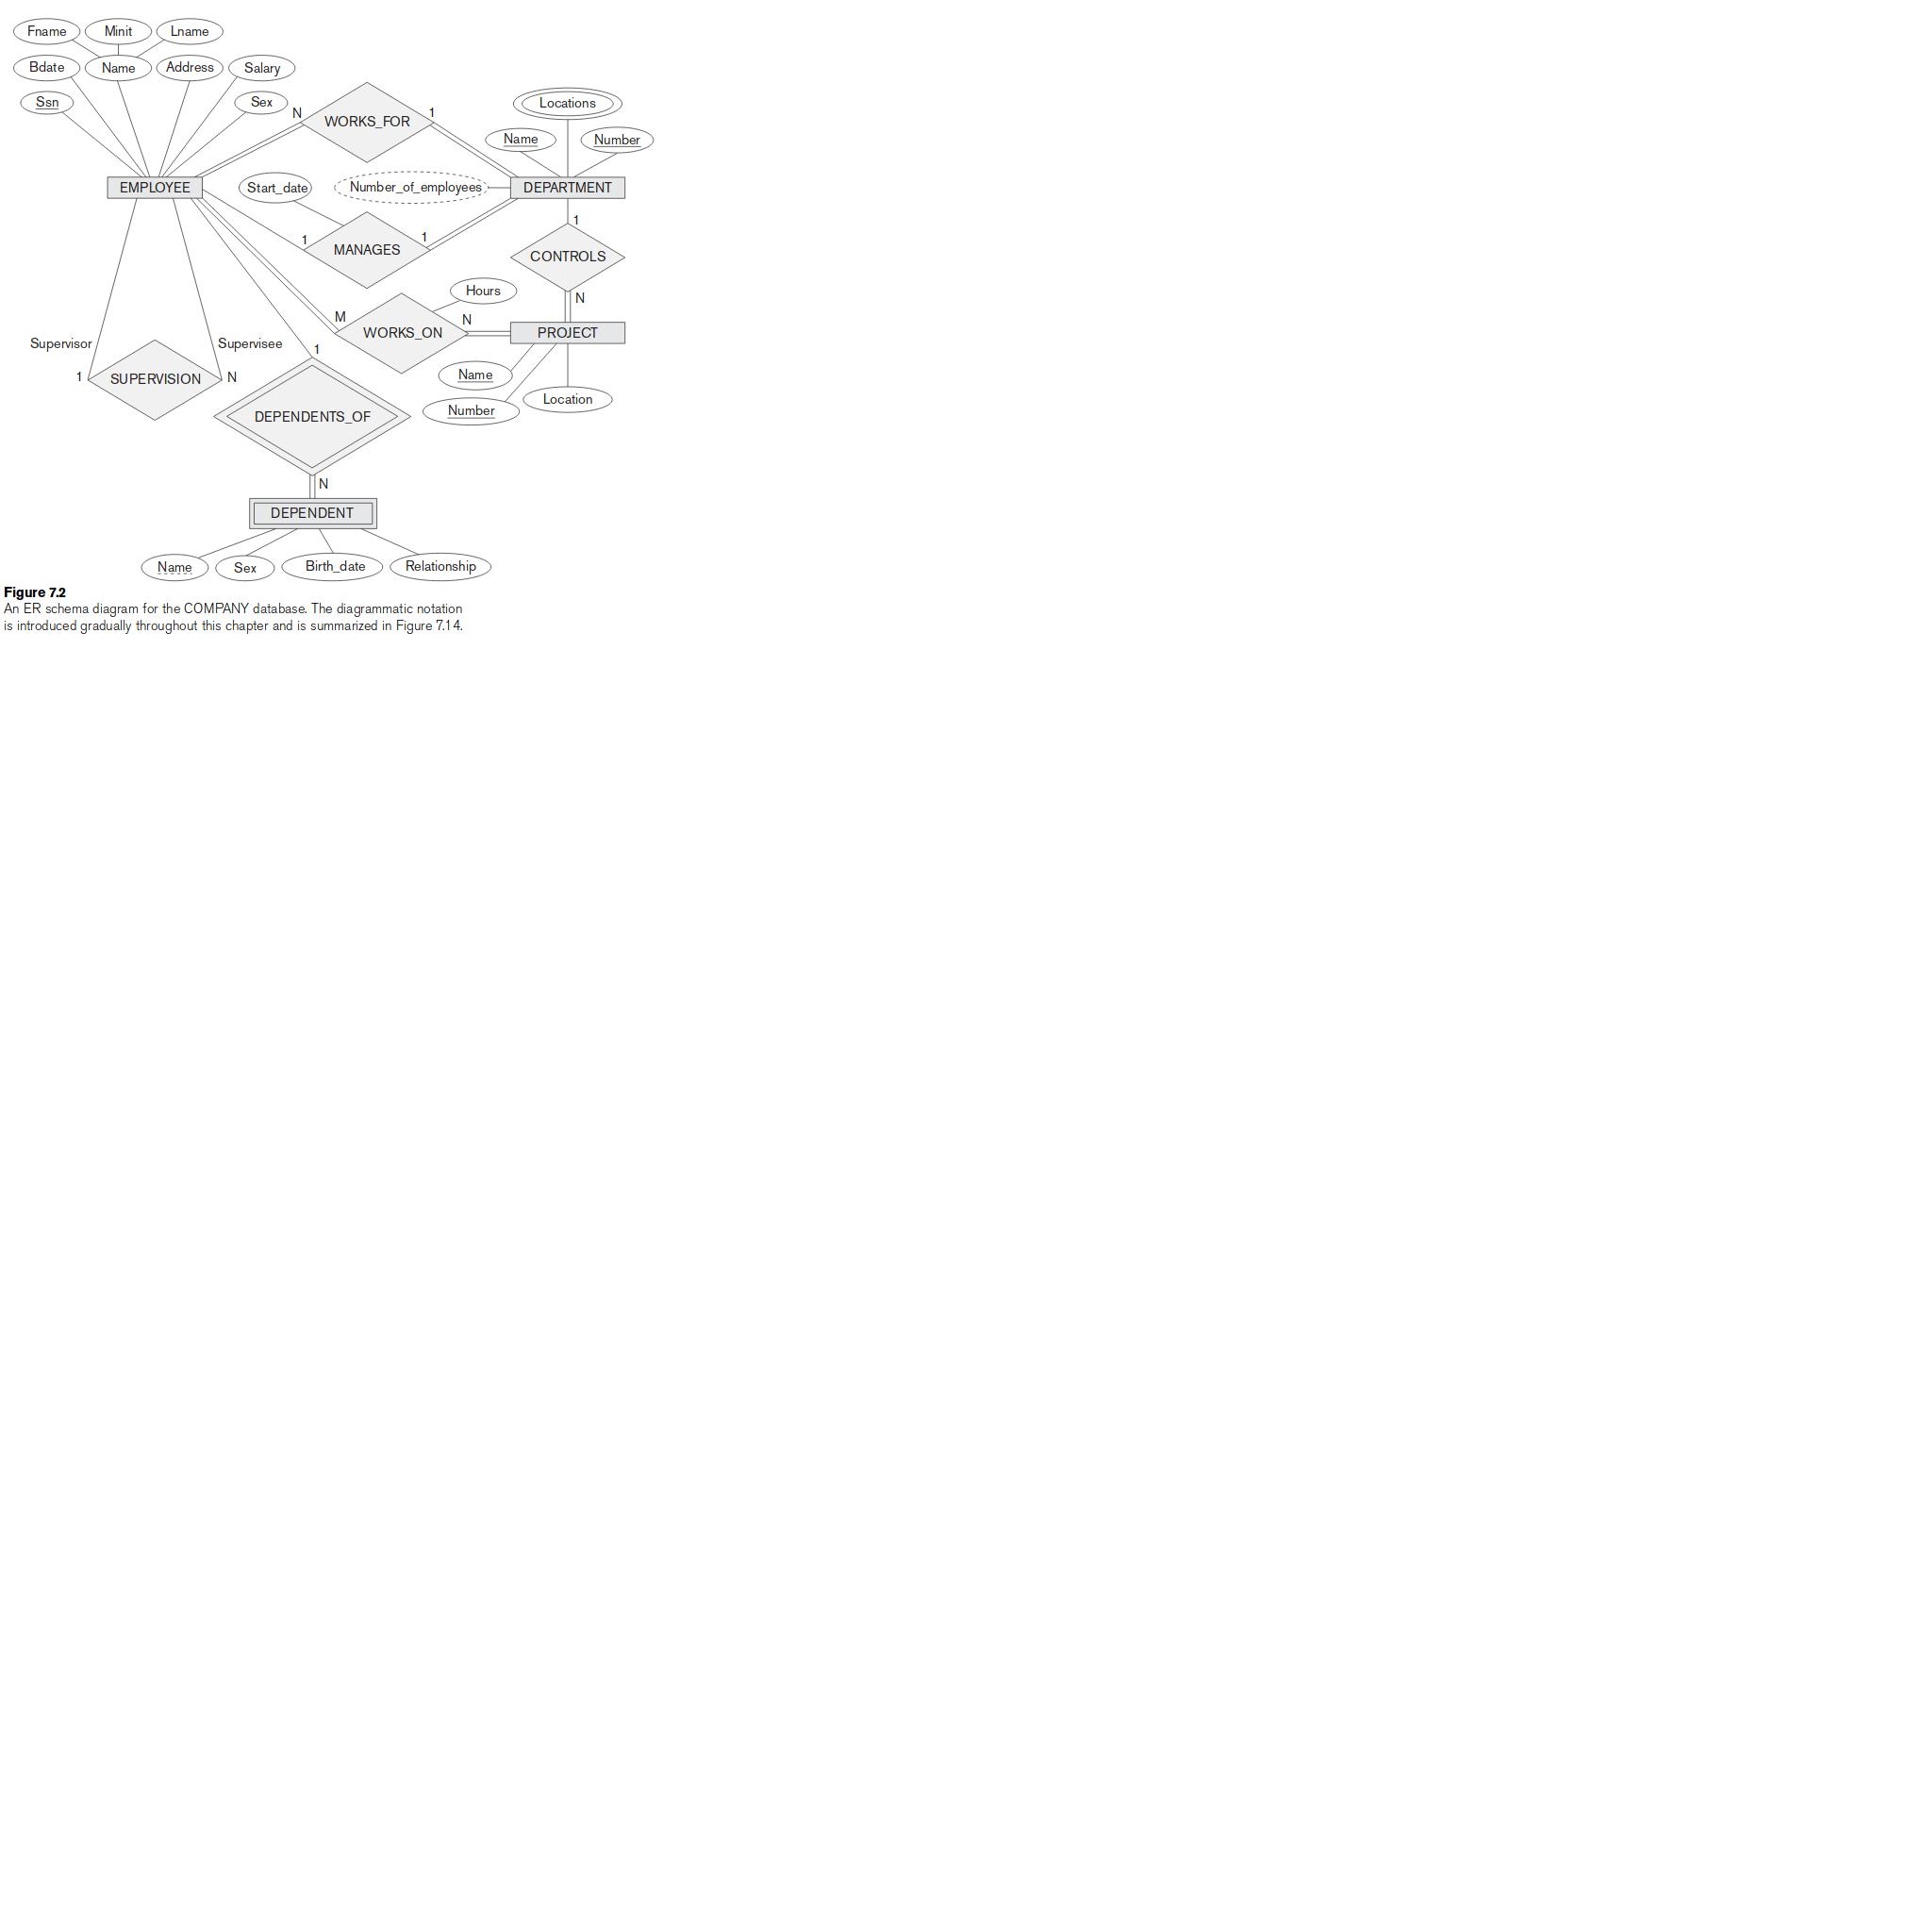 Fname
Minit
Lname
Bdate
Name
Address
Salary
Ssn
Sex
N
WORKS_FOR
1
Locations
Name
Number
EMPLOYEE
Start_date
Number_of_employees
DEPARTMENT
1
MANAGES
1
1
CONTROLS
N
Hours
M
WORKS_ON
N
PROJECT
Supervisor
Supervisee
1
SUPERVISION
N
1
Name
Number
Location
DEPENDENTS_OF
N
DEPENDENT
Name
Sex
Birth_date
Relationship
Figure 7.2
An ER schema diagram for the COMPANY database. The diagrammatic notation
is introduced gradually throughout this chapter and is summarized in Figure 7.14.